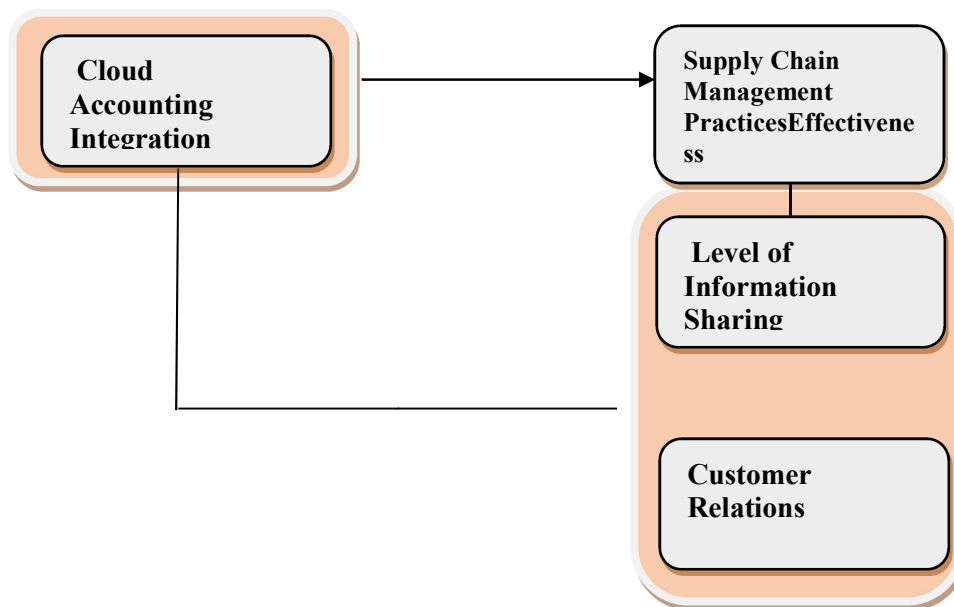 Cloud
Accounting
Integration
Supply Chain
Management
PracticesEffectivene
ss
Level of
Information
Sharing
Customer
Relations